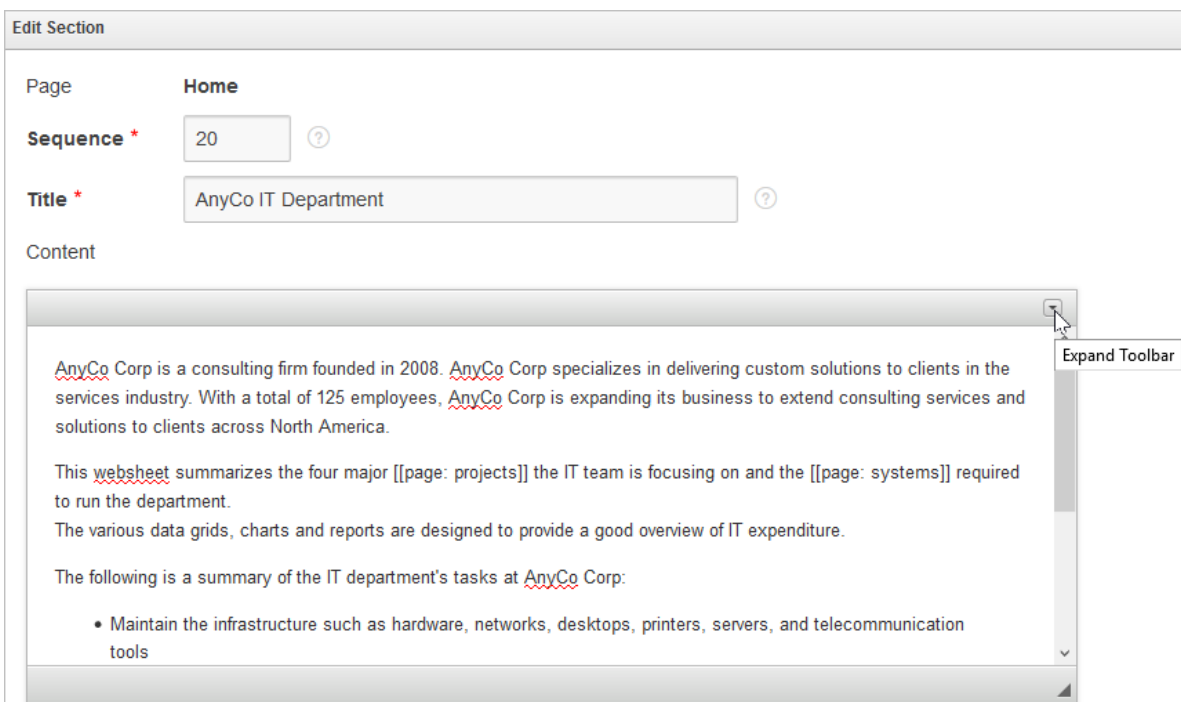 Edit Section
Page Home
Sequence * 20 ?
Title * AnyCo IT Department ?
Content
Expand Toolbar
AnyCo Corp is a consulting firm founded in 2008. AnyCo Corp specializes in delivering custom solutions to clients in the
services industry. With a total of 125 employees, AnyCo Corp is expanding its business to extend consulting services and
solutions to clients across North America.
This websheet summarizes the four major [[page: projects]] the IT team is focusing on and the [[page: systems]] required
to run the department.
The various data grids, charts and reports are designed to provide a good overview of IT expenditure.
The following is a summary of the IT department's tasks at AnyCo Corp:
• Maintain the infrastructure such as hardware, networks, desktops, printers, servers, and telecommunication
tools